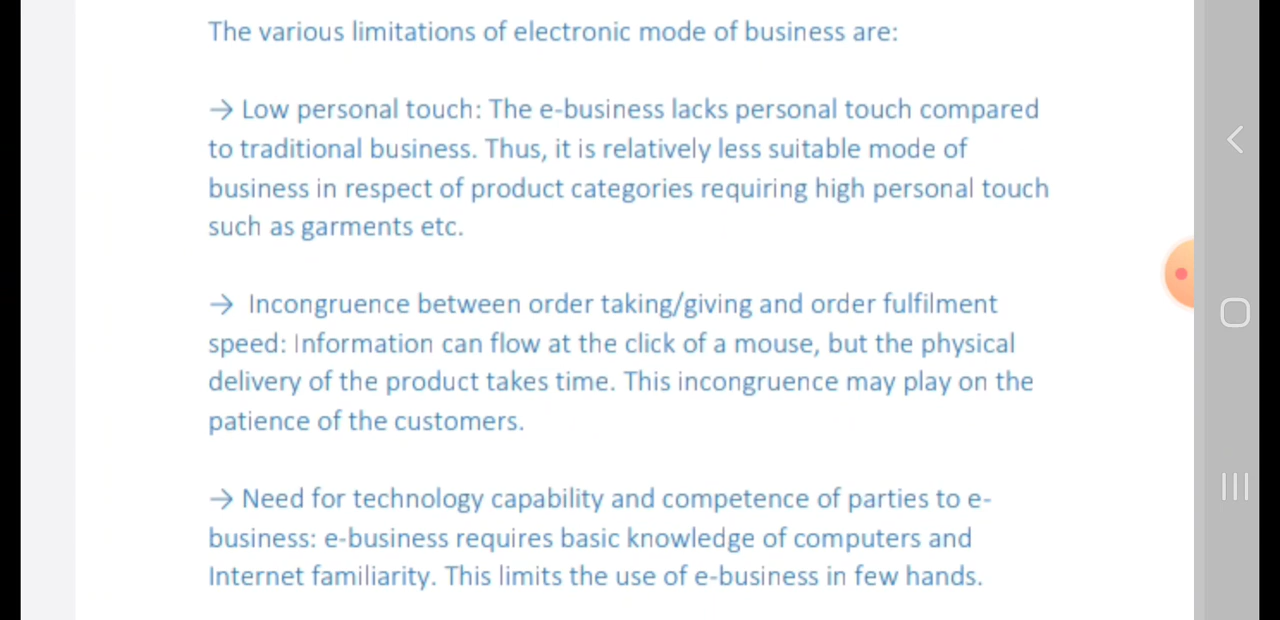 The various limitations of electronic mode of business are:
→ Low personal touch: The e-business lacks personal touch compared
to traditional business. Thus, it is relatively less suitable mode of
business in respect of product categories requiring high personal touch
such as garments etc.
→ Incongruence between order taking/giving and order fulfilment
speed: Information can flow at the click of a mouse, but the physical
delivery of the product takes time. This incongruence may play on the
patience of the customers.
→ Need for technology capability and competence of parties to e-
business: e-business requires basic knowledge of computers and
Internet familiarity. This limits the use of e-business in few hands.